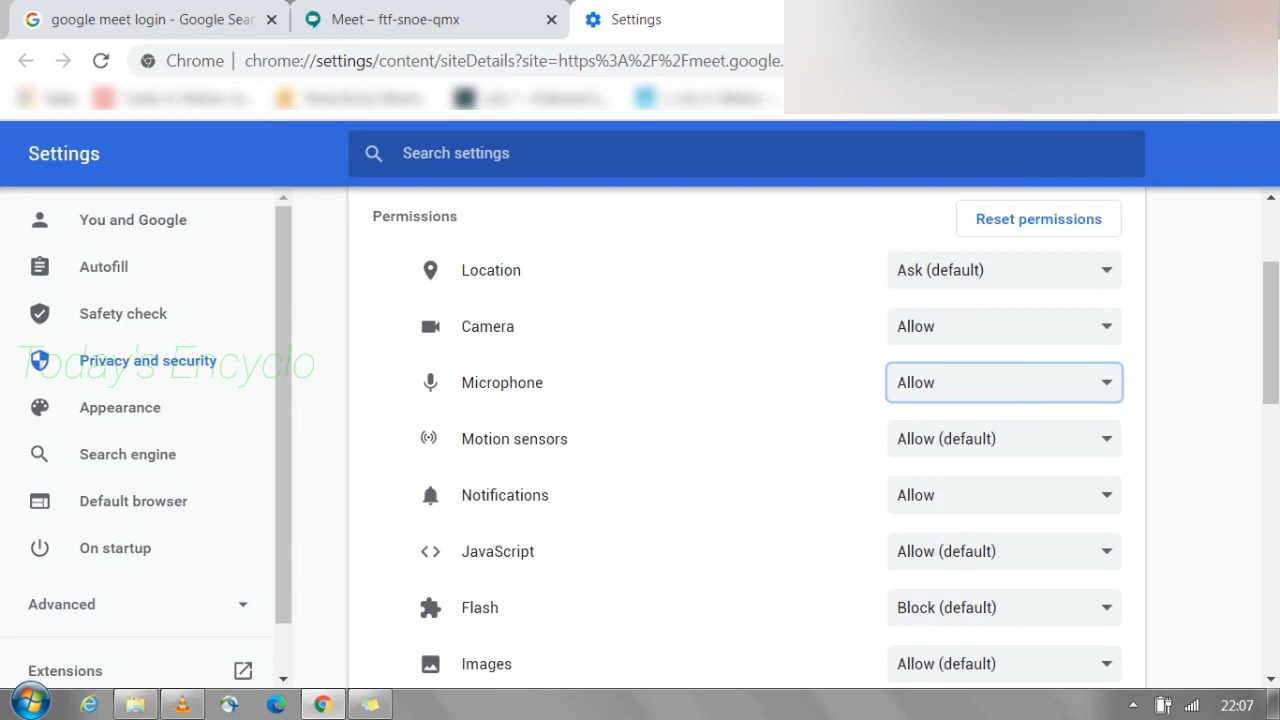 google meet login - Google Sear
Meet – ftf-snoe-qmx
Settings
Chrome | chrome://settings/content/siteDetails?site=https%3A%2F%2Fmeet.google.
Settings
Search settings
You and Google
Autofill
Safety check
Privacy and security
Today's Encyclo
Appearance
Search engine
Default browser
On startup
Advanced
Extensions
Permissions
Reset permissions
Location Ask (default)
Camera Allow
Microphone Allow
Motion sensors Allow (default)
Notifications Allow
JavaScript Allow (default)
Flash Block (default)
Images Allow (default)
22:07